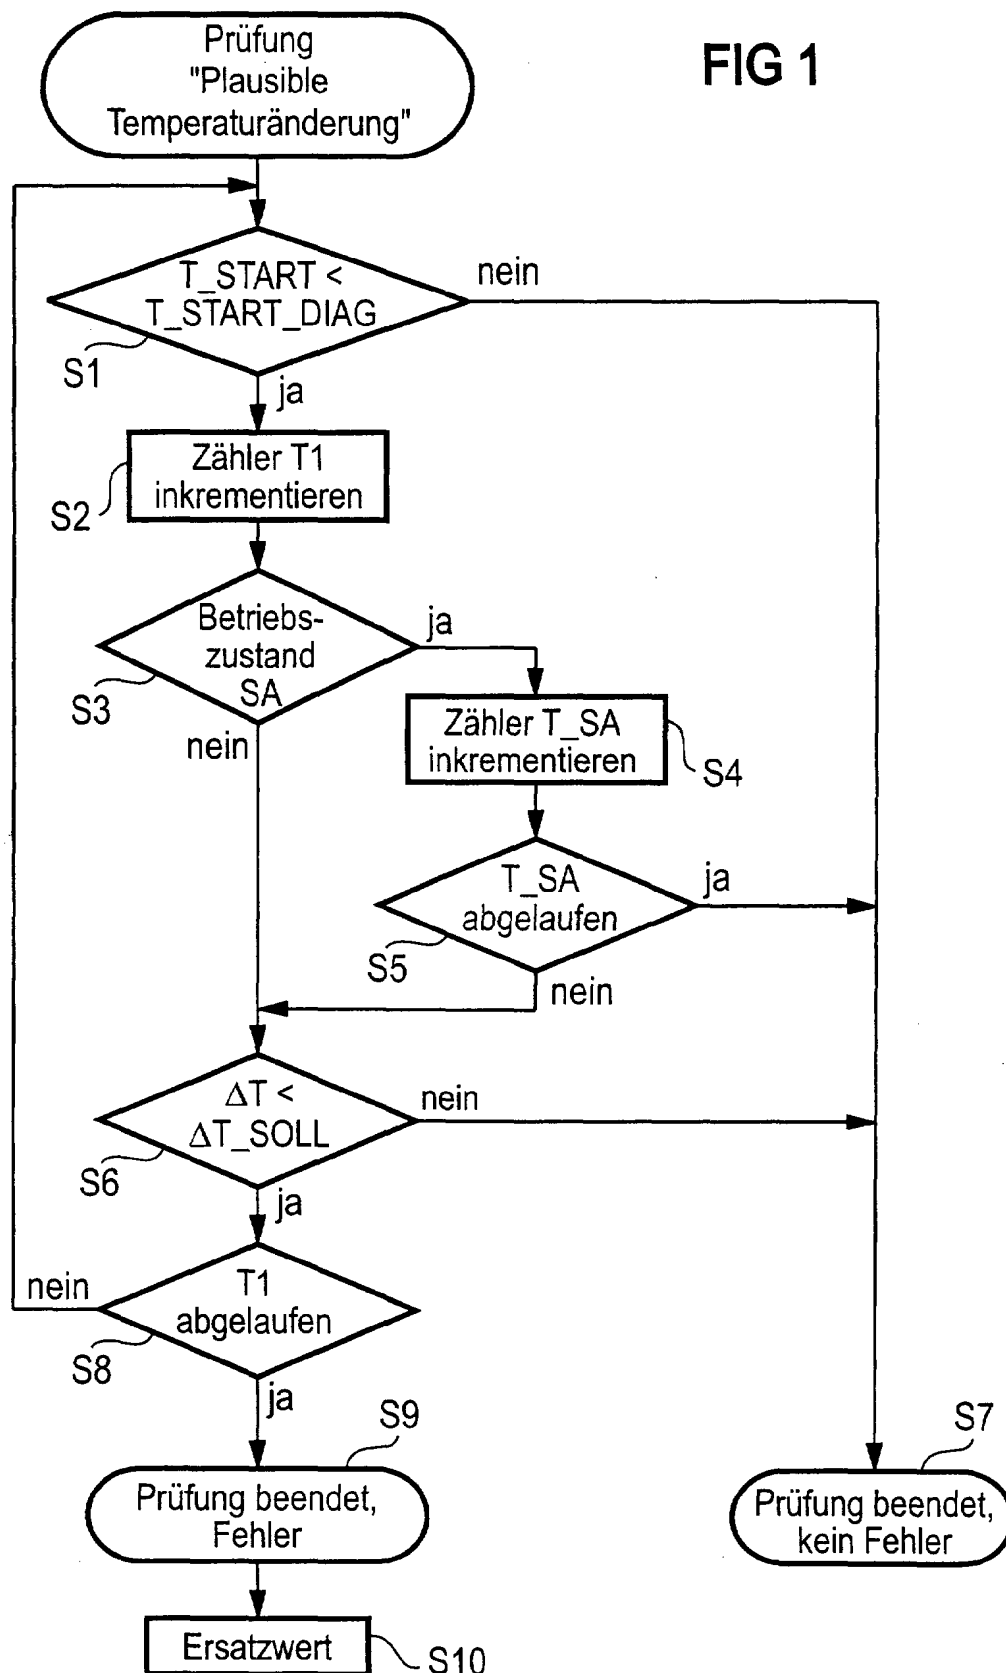 FIG 1
Prüfung
"Plausible
Temperaturänderung"
T_START <
T_START_DIAG
nein
S1
ja
Zähler T1
inkrementieren
S2
Betriebs-
zustand
SA
ja
S3
nein
Zähler T_SA
inkrementieren
S4
T_SA
abgelaufen
ja
S5
nein
ΔT <
ΔT_SOLL
nein
S6
ja
T1
abgelaufen
nein
S8
ja
S9
Prüfung beendet,
Fehler
S7
Prüfung beendet,
kein Fehler
Ersatzwert
S10